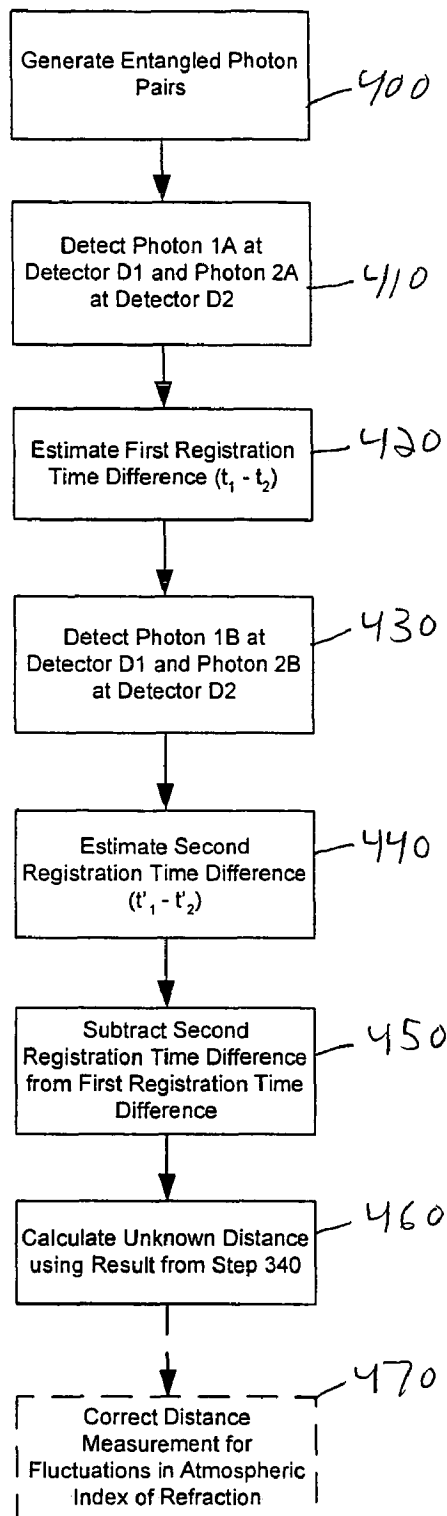 Generate Entangled Photon
Pairs
400
Detect Photon 1A at
Detector D1 and Photon 2A
at Detector D2
410
Estimate First Registration
Time Difference (t₁ - t₂)
420
Detect Photon 1B at
Detector D1 and Photon 2B
at Detector D2
430
Estimate Second
Registration Time Difference
(t'₁ - t'₂)
440
Subtract Second
Registration Time Difference
from First Registration Time
Difference
450
Calculate Unknown Distance
using Result from Step 340
460
Correct Distance
Measurement for
Fluctuations in Atmospheric
Index of Refraction
470